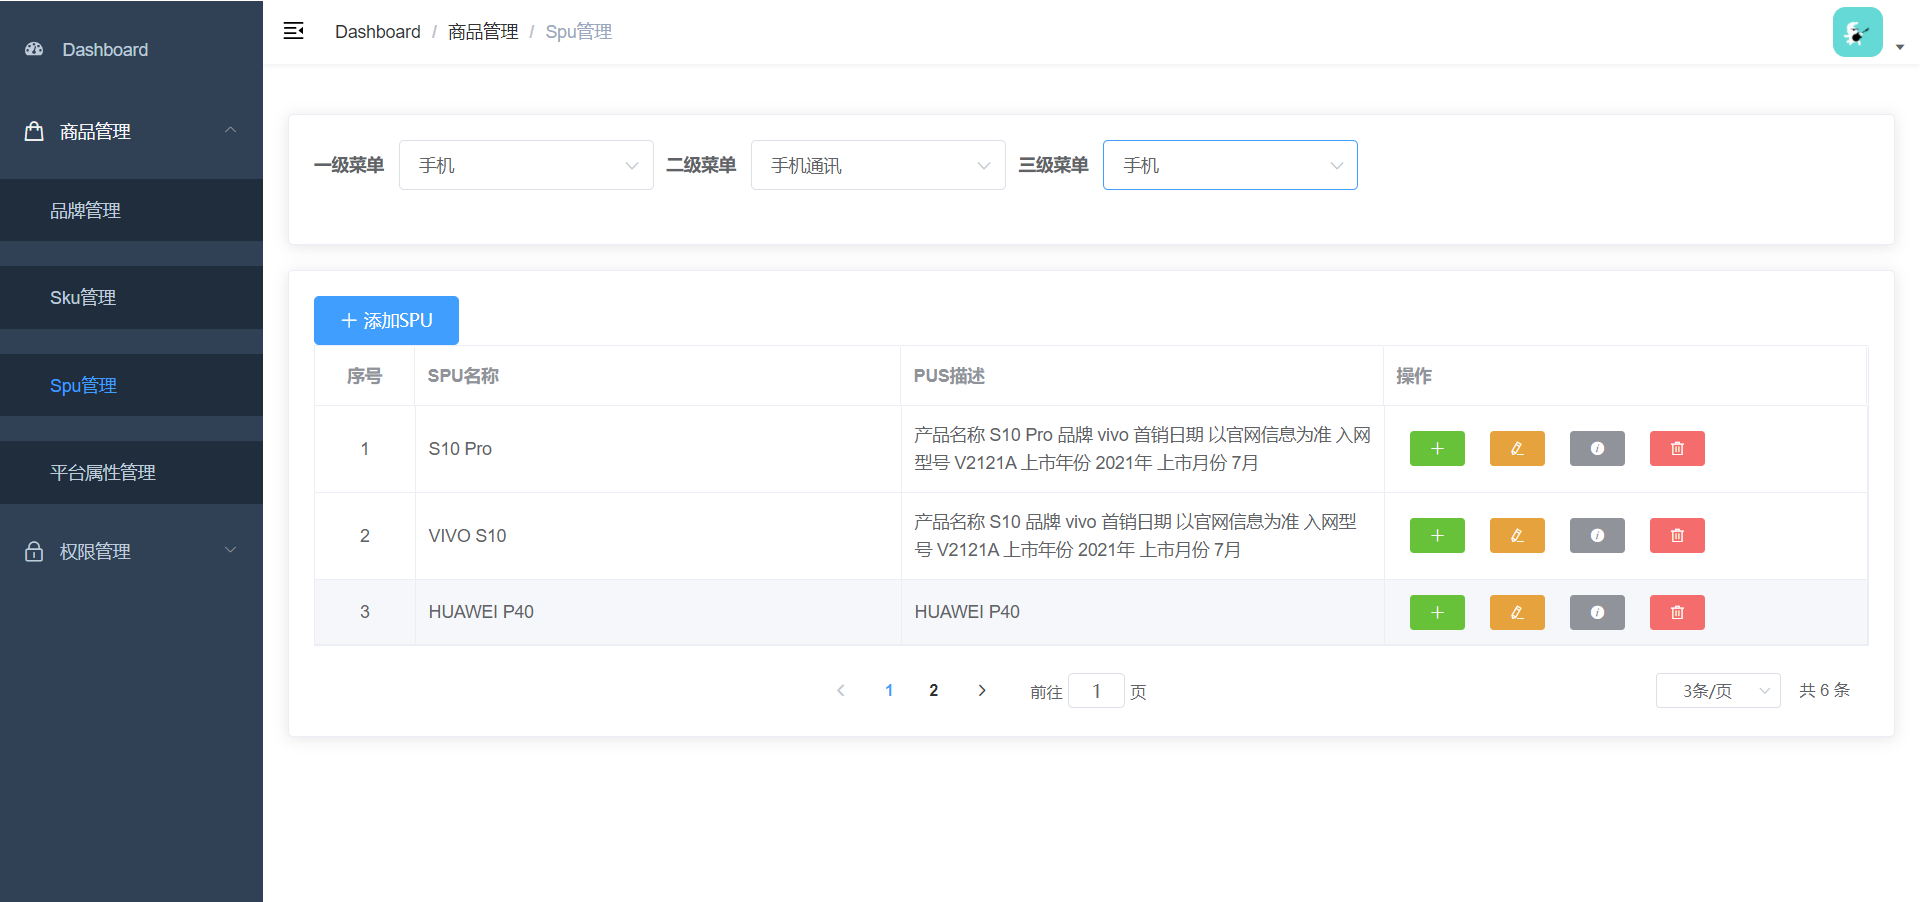 Dashboard
商品管理
品牌管理
Sku管理
Spu管理
平台属性管理
权限管理
Dashboard / 商品管理 / Spu管理
一级菜单 手机 二级菜单 手机通讯 三级菜单 手机
添加SPU
序号 SPU名称 PUS描述 操作
1 S10 Pro 产品名称 S10 Pro 品牌 vivo 首销日期 以官网信息为准 入网
型号 V2121A 上市年份 2021年 上市月份 7月
2 VIVO S10 产品名称 S10 品牌 vivo 首销日期 以官网信息为准 入网型
号 V2121A 上市年份 2021年 上市月份 7月
3 HUAWEI P40 HUAWEI P40
1 2 前往 1 页 3条/页 共 6 条